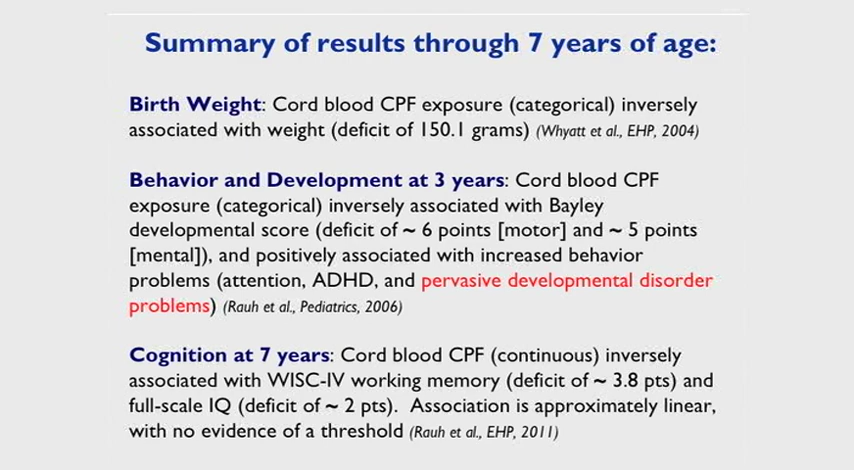 Summary of results through 7 years of age:
Birth Weight: Cord blood CPF exposure (categorical) inversely
associated with weight (deficit of 150.1 grams) (Whyatt et al., EHP, 2004)
Behavior and Development at 3 years: Cord blood CPF
exposure (categorical) inversely associated with Bayley
developmental score (deficit of ~ 6 points [motor] and ~ 5 points
[mental]), and positively associated with increased behavior
problems (attention, ADHD, and pervasive developmental disorder
problems) (Rauh et al., Pediatrics, 2006)
Cognition at 7 years: Cord blood CPF (continuous) inversely
associated with WISC-IV working memory (deficit of ~ 3.8 pts) and
full-scale IQ (deficit of ~ 2 pts). Association is approximately linear,
with no evidence of a threshold (Rauh et al., EHP, 2011)